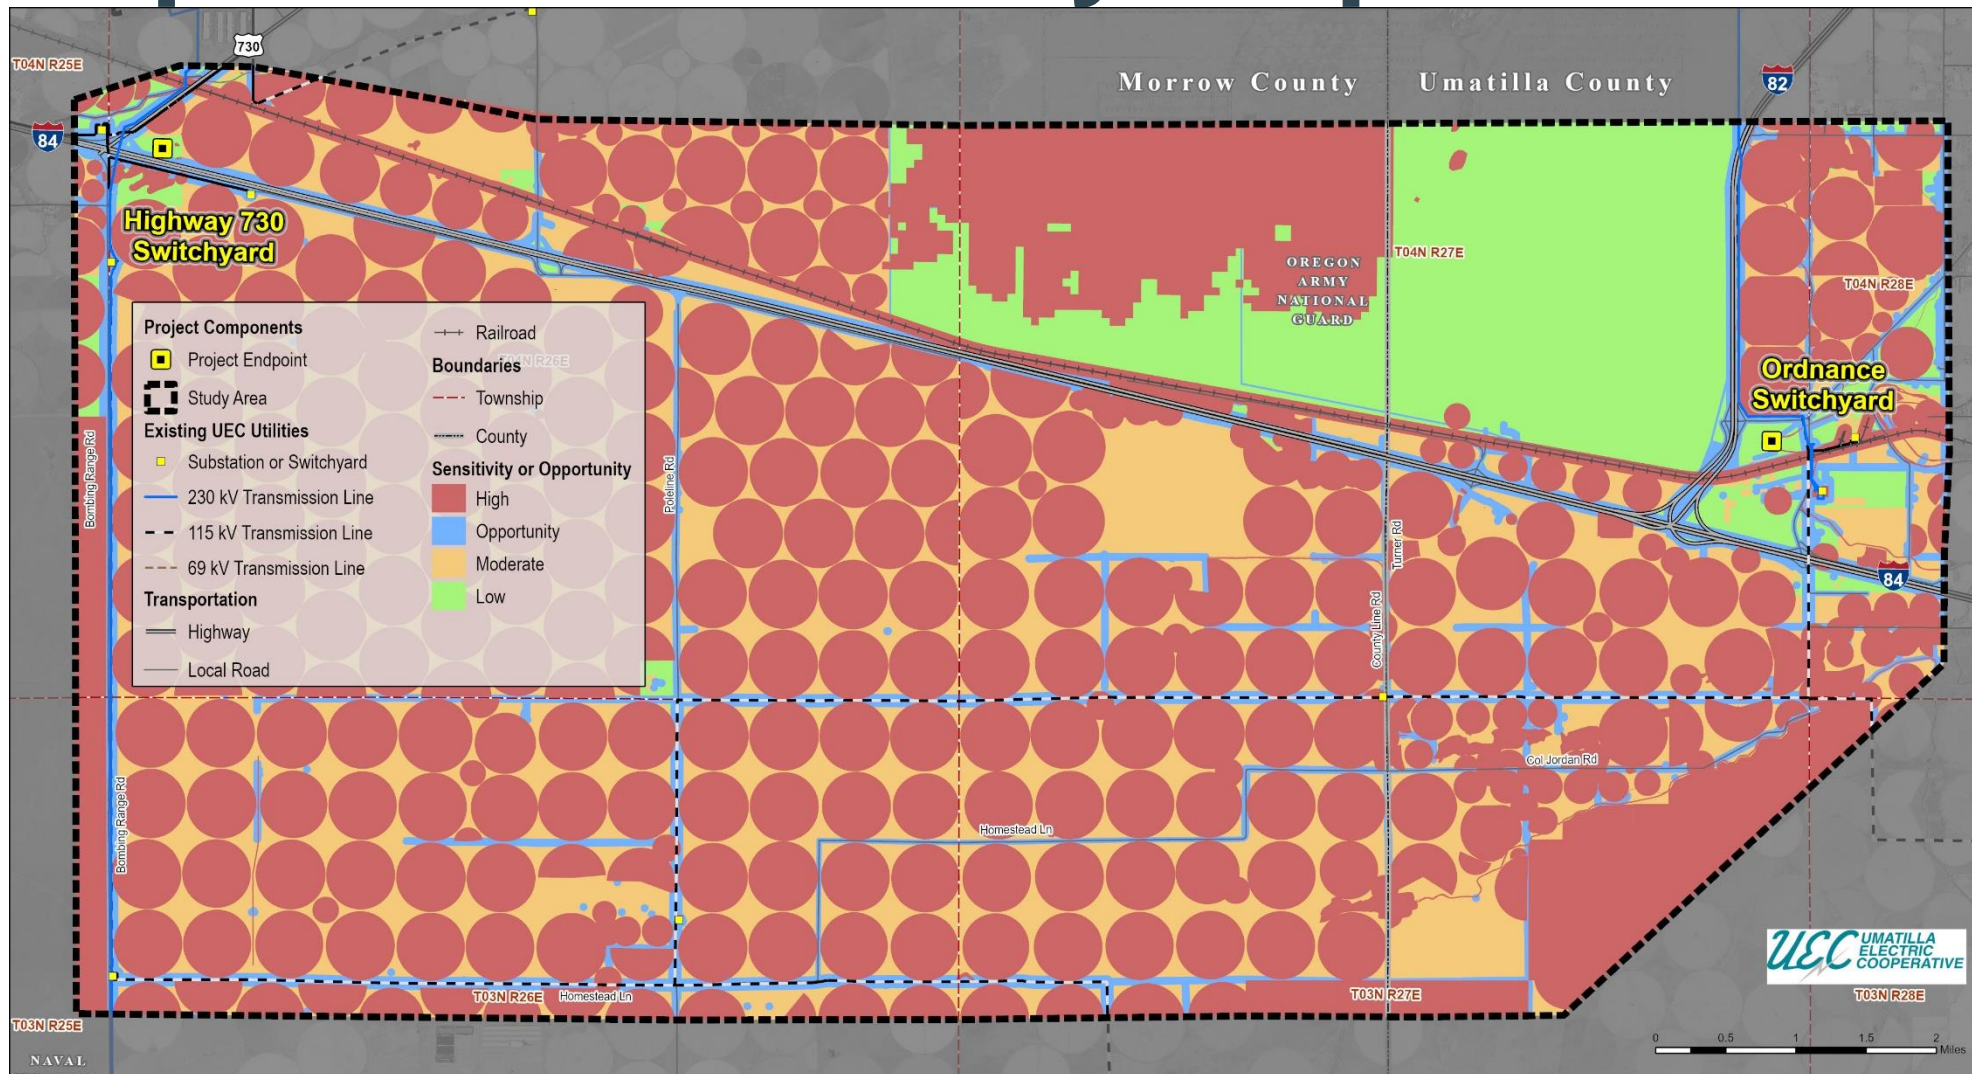 730
T04N R25E
Morrow County
Umatilla County
82
84
Highway 730
Switchyard
T04N R27E
OREGON
ARMY
NATIONAL
GUARD
T04N R28E
Project Components
Project Endpoint
Study Area
Existing UEC Utilities
Substation or Switchyard
230 kV Transmission Line
115 kV Transmission Line
69 kV Transmission Line
Transportation
Highway
Local Road
Railroad
Boundaries
Township
County
Sensitivity or Opportunity
High
Opportunity
Moderate
Low
T04N R26E
Ordnance
Switchyard
Bombing Range Rd
Poleline Rd
Turner Rd
84
County Line Rd
Col Jordan Rd
Bombing Range Rd
Homestead Ln
UEC UMATILLA
ELECTRIC
COOPERATIVE
T03N R26E
Homestead Ln
T03N R27E
T03N R28E
T03N R25E
NAVAL
0 0.5 1 1.5 2
Miles